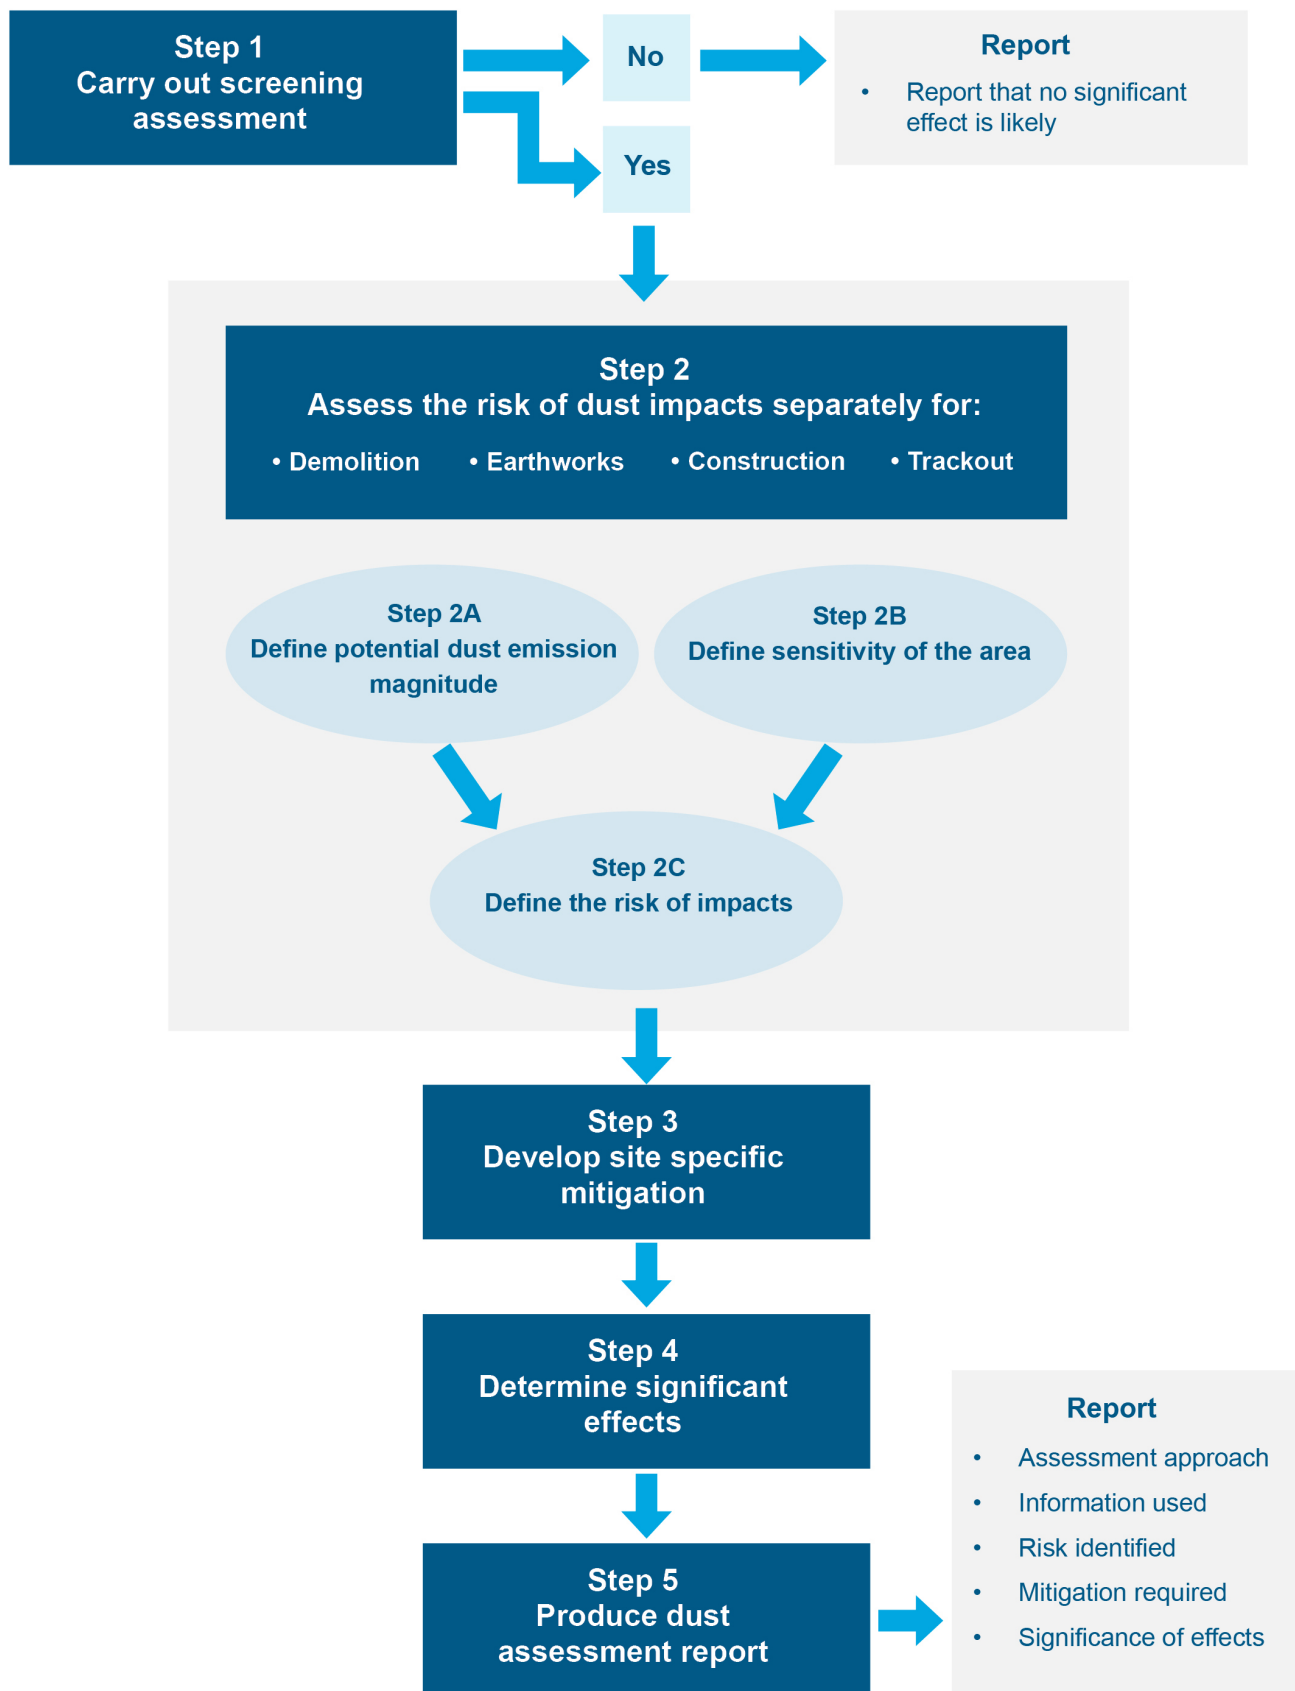 Step 1
Carry out screening
assessment
No
Yes
Report
• Report that no significant
effect is likely
Step 2
Assess the risk of dust impacts separately for:
• Demolition • Earthworks • Construction • Trackout
Step 2A
Define potential dust emission
magnitude
Step 2B
Define sensitivity of the area
Step 2C
Define the risk of impacts
Step 3
Develop site specific
mitigation
Step 4
Determine significant
effects
Step 5
Produce dust
assessment report
Report
• Assessment approach
• Information used
• Risk identified
• Mitigation required
• Significance of effects